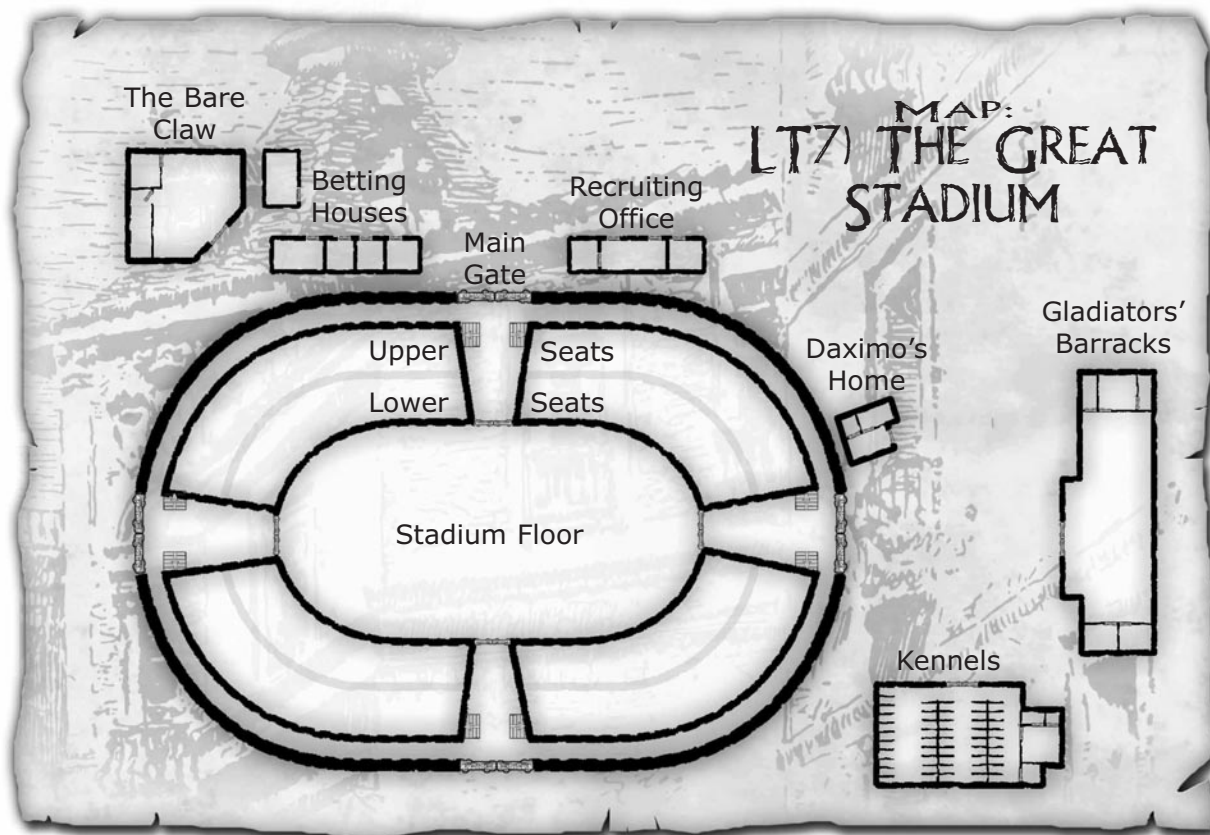 The Bare
Claw
Map:
LT7) The Great
Stadium
Betting
Houses
Recruiting
Office
Main
Gate
Gladiators'
Barracks
Upper Seats
Daximo's
Home
Lower Seats
Stadium Floor
Kennels